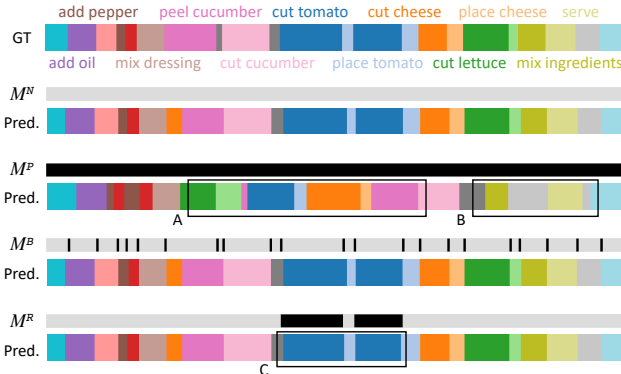 add pepper peel cucumber cut tomato cut cheese place cheese serve
GT
add oil mix dressing cut cucumber place tomato cut lettuce mix ingredients
M^N
Pred.
M^P
Pred.
A B
M^B
Pred.
M^R
Pred.
C